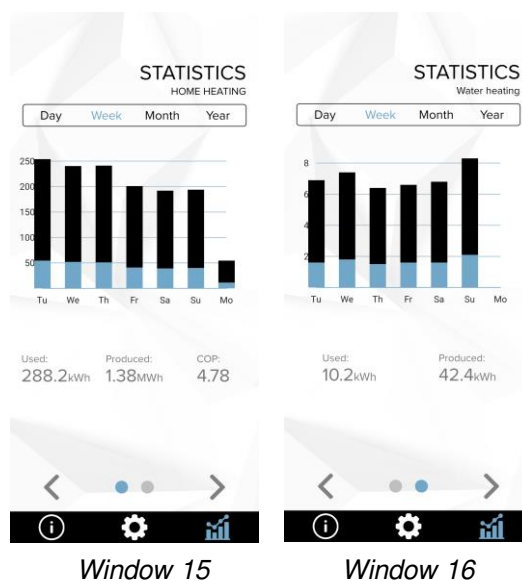 STATISTICS
HOME HEATING
Day Week Month Year
250
200
150
100
50
Tu We Th Fr Sa Su Mo
Used: Produced: COP:
288.2kWh 1.38MWh 4.78
Window 15
STATISTICS
Water heating
Day Week Month Year
8
6
4
2
Tu We Th Fr Sa Su Mo
Used: Produced:
10.2kWh 42.4kWh
Window 16